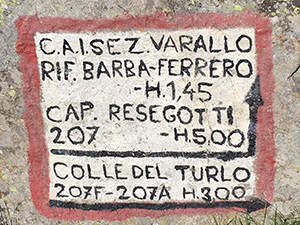 C.A.I. SEZ. VARALLO
RIF. BARBA-FERRERO
-H.1,45
CAP. RESEGOTTI
207 -H.5.00
COLLE DEL TURLO
207F-207A H.3.00